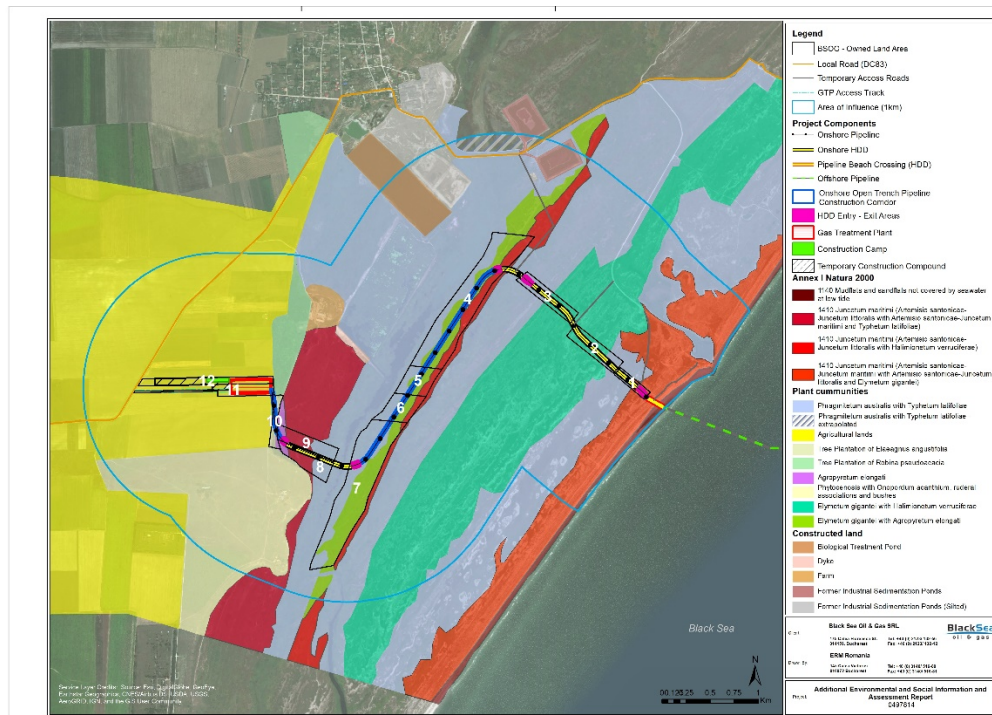 Legend
BSOG - Owned Land Area
Local Road (DC83)
Temporary Access Roads
GTP Access Track
Area of Influence (1km)
Project Components
Onshore Pipeline
Onshore HDD
Pipeline Beach Crossing (HDD)
Offshore Pipeline
Onshore Open Trench Pipeline
Construction Corridor
HDD Entry - Exit Areas
Gas Treatment Plant
Construction Camp
Temporary Construction Compound
Annex I Natura 2000
1140 Mudflats and sandflats not covered by seawater
at low tide
1410 Juncetum maritimi (Artemisio santonicae-
Juncetum littoralis with Artemisio santonicae-Juncetum
maritimi and Typhetum latifoliae)
1410 Juncetum maritimi (Artemisio santonicae-
Juncetum littoralis with Halimionetum verruciferae)
1410 Juncetum maritimi (Artemisio santonicae-
Juncetum maritimi with Artemisio santonicae-Juncetum
littoralis and Elymetum gigantei)
Plant communities
Phragmitetum australis with Typhetum latifoliae
Phragmitetum australis with Typhetum latifoliae
extrapolated
Agricultural lands
Tree Plantation of Elaeagnus angustifolia
Tree Plantation of Robinia pseudoacacia
Agropyretum elongati
Phytocenosis with Onopordum acanthium, ruderal
associations and bushes
Elymetum gigantei with Halimionetum verruciferae
Elymetum gigantei with Agropyretum elongati
Constructed land
Biological Treatment Pond
Dyke
Farm
Former Industrial Sedimentation Ponds
Former Industrial Sedimentation Ponds (Silted)
4
3
2
1
5
6
12
11
10
9
8
7
Black Sea
N
0 0.125 0.25 0.5 0.75 1
Km
Black Sea Oil & Gas SRL
BlackSea
oil & gas
ERM Romania
Project
Additional Environmental and Social Information and
Assessment Report
0497814